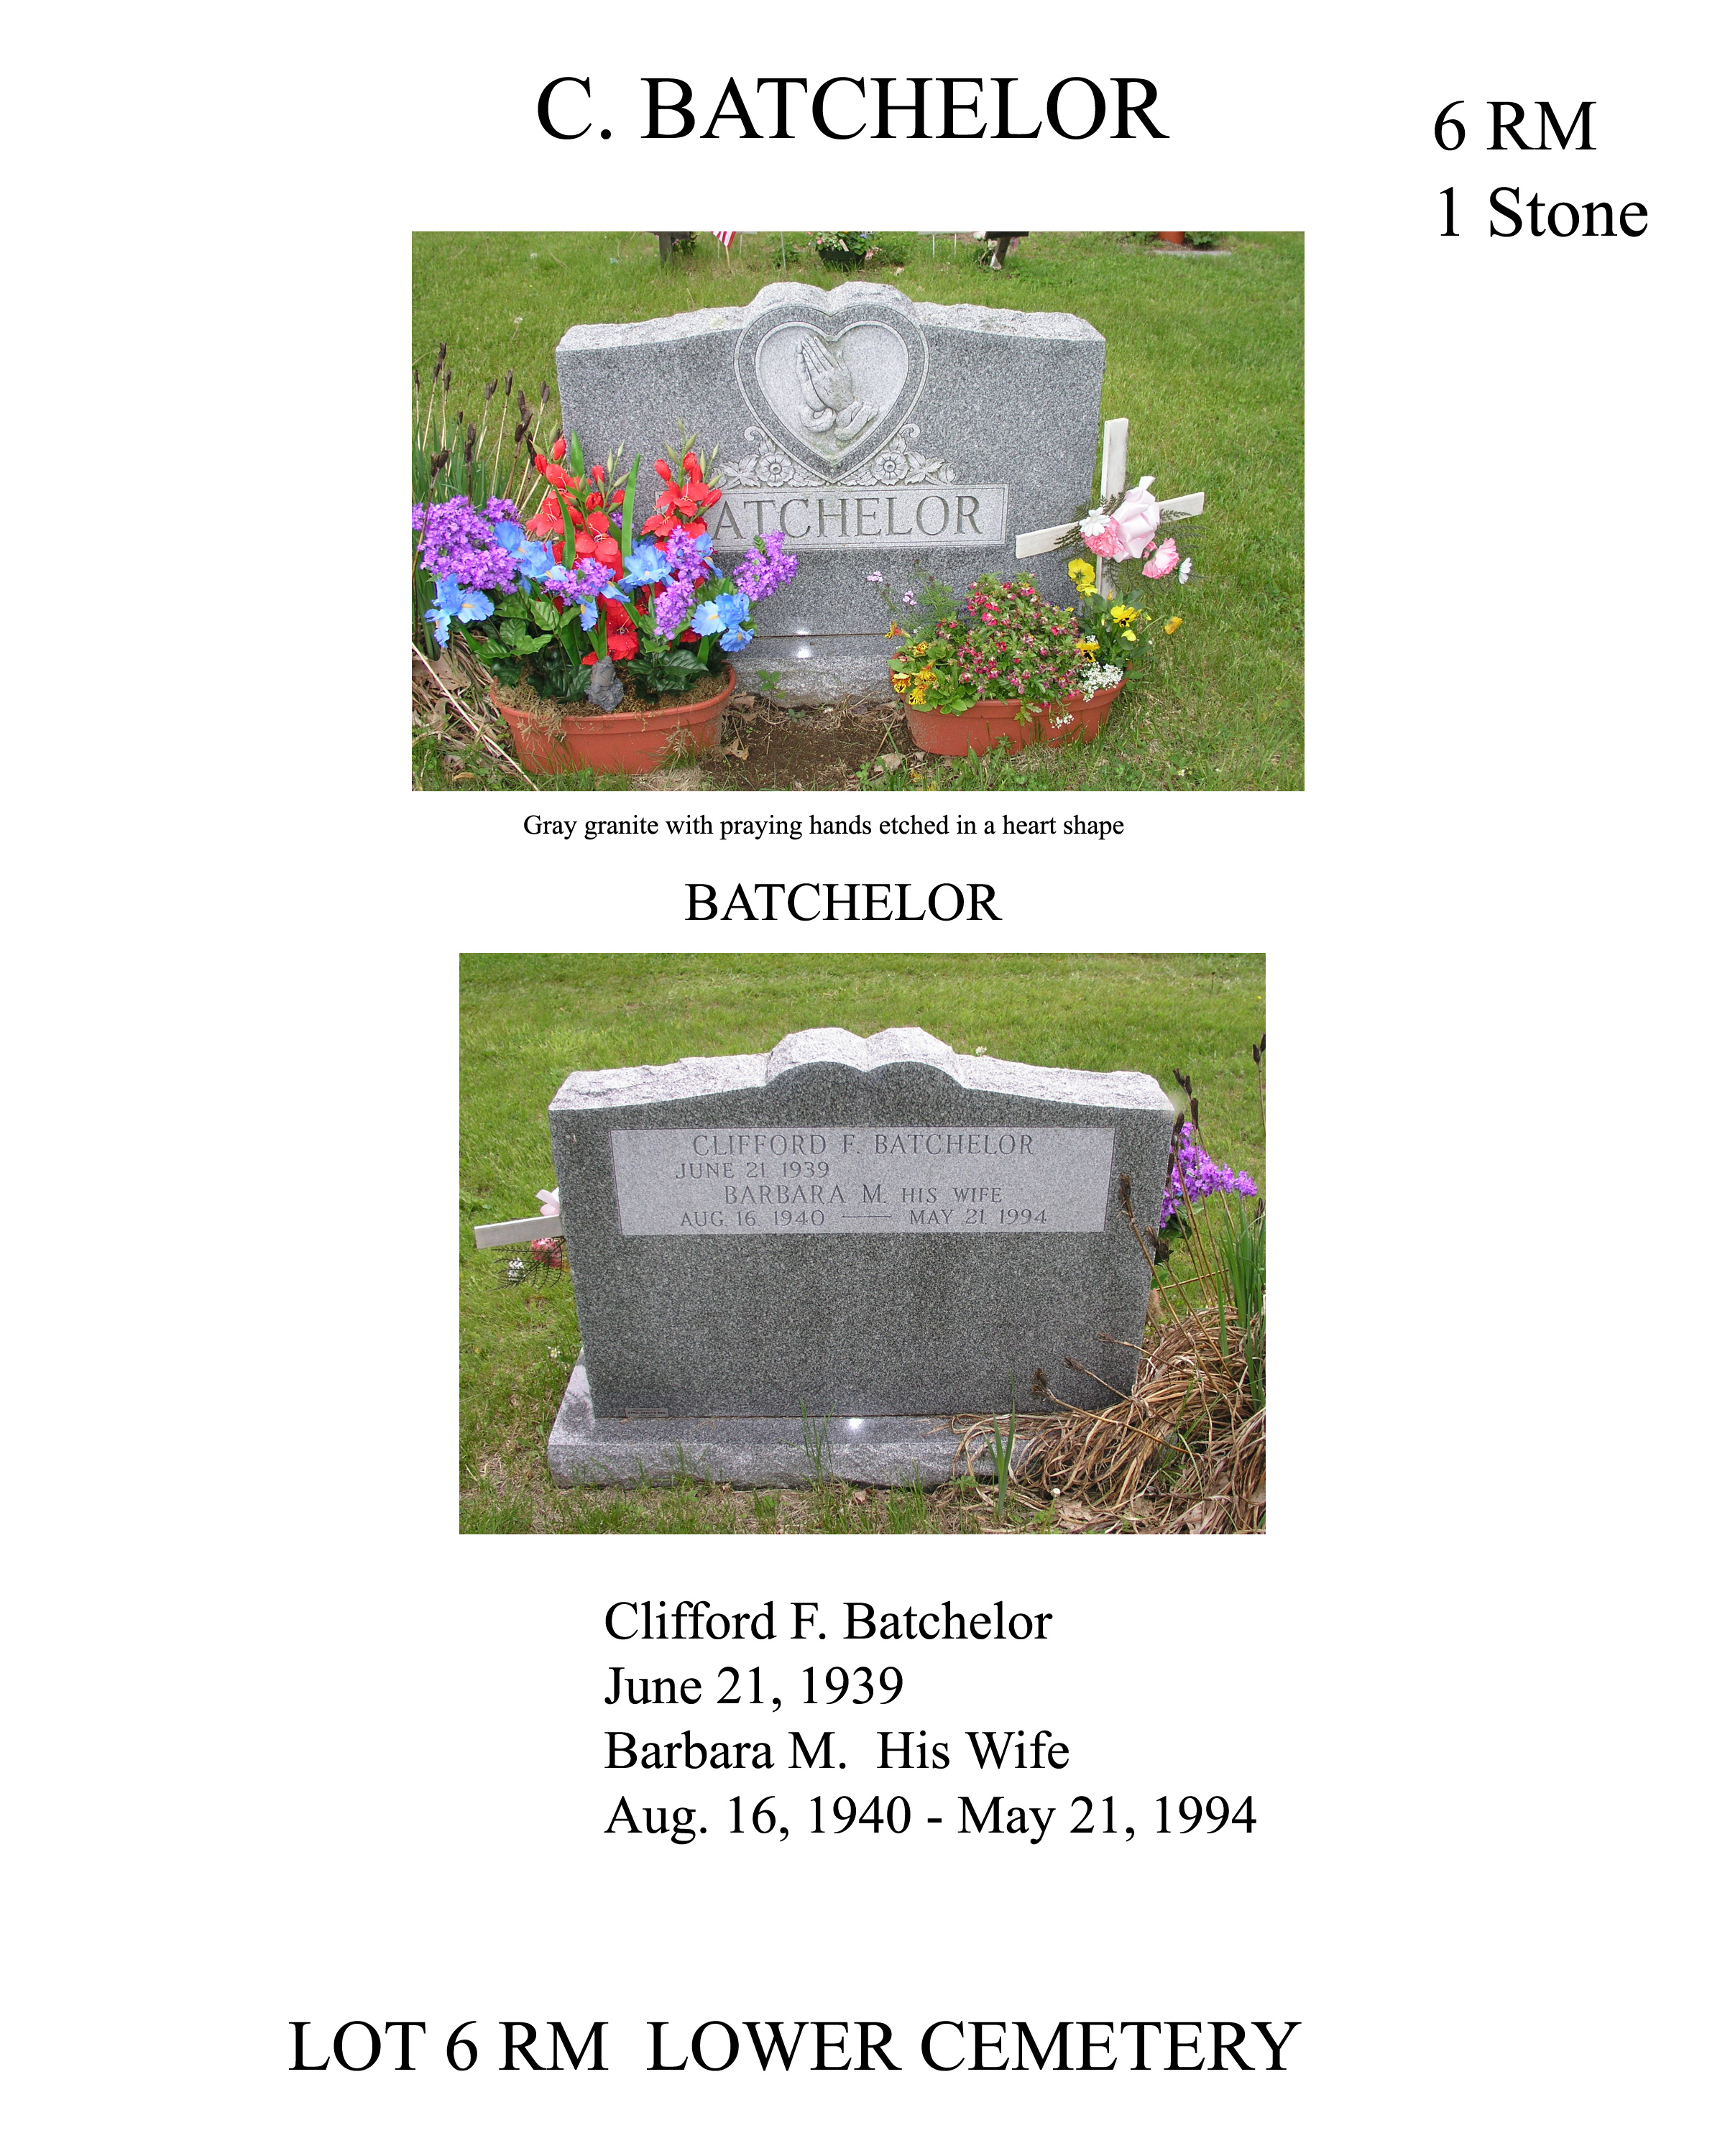 C. BATCHELOR
6 RM
1 Stone
ATCHELOR
Gray granite with praying hands etched in a heart shape
BATCHELOR
CLIFFORD F. BATCHELOR
JUNE 21 1939
BARBARA M. HIS WIFE
AUG 16 1940 — MAY 21 1994
Clifford F. Batchelor
June 21, 1939
Barbara M. His Wife
Aug. 16, 1940 - May 21, 1994
LOT 6 RM LOWER CEMETERY